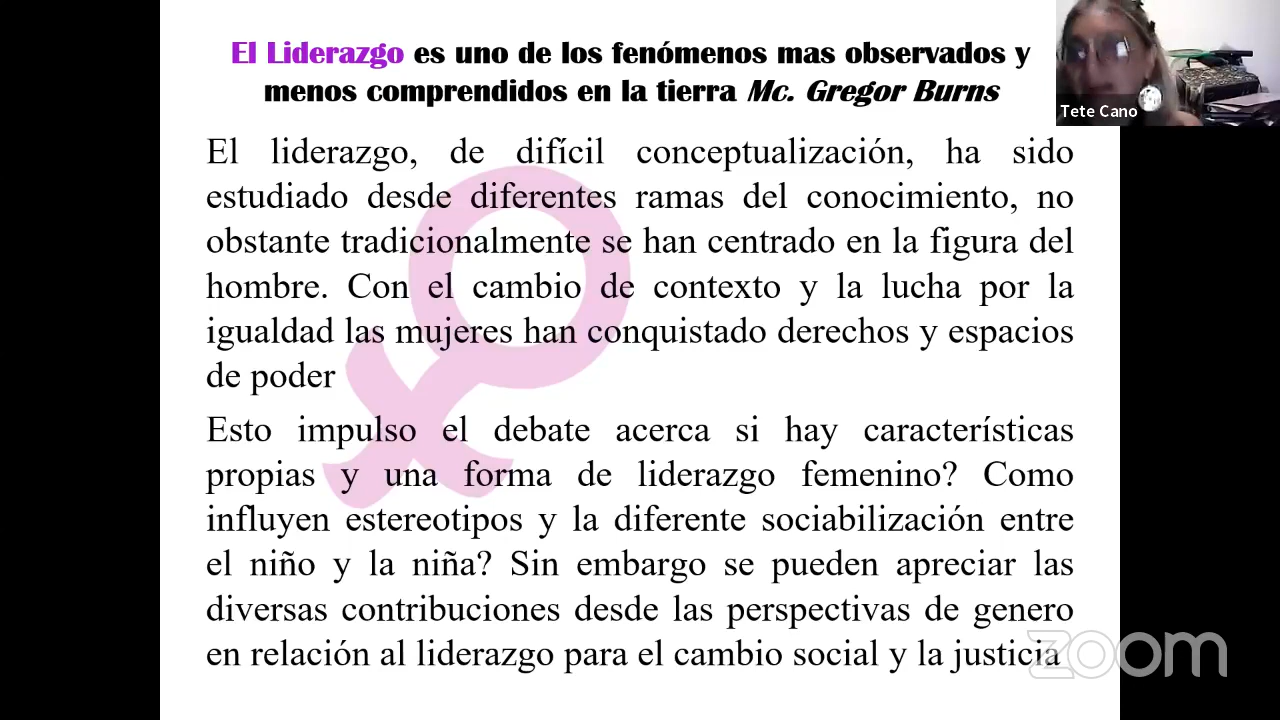 El Liderazgo es uno de los fenómenos mas observados y
menos comprendidos en la tierra Mc. Gregor Burns
Tete Cano
El liderazgo, de difícil conceptualización, ha sido
estudiado desde diferentes ramas del conocimiento, no
obstante tradicionalmente se han centrado en la figura del
hombre. Con el cambio de contexto y la lucha por la
igualdad las mujeres han conquistado derechos y espacios
de poder
Esto impulso el debate acerca si hay características
propias y una forma de liderazgo femenino? Como
influyen estereotipos y la diferente sociabilización entre
el niño y la niña? Sin embargo se pueden apreciar las
diversas contribuciones desde las perspectivas de genero
en relación al liderazgo para el cambio social y la justicia
zoom